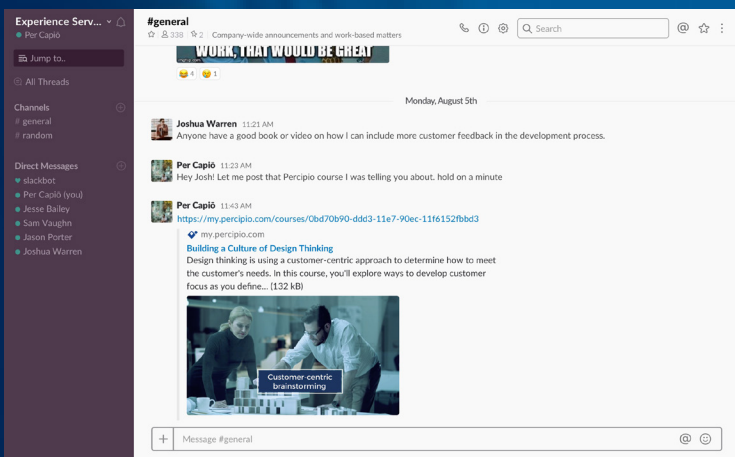 Experience Serv...
Per Capiō
Jump to..
All Threads
Channels
# general
# random
Direct Messages
slackbot
Per Capiō (you)
Jesse Bailey
Sam Vaughn
Jason Porter
Joshua Warren
#general
338
2
Company-wide announcements and work-based matters
Search
WORK, THAT WOULD BE GREAT
4
1
Monday, August 5th
Joshua Warren 11:21 AM
Anyone have a good book or video on how I can include more customer feedback in the development process.
Per Capiō 11:23 AM
Hey Josh! Let me post that Percipio course I was telling you about. hold on a minute
Per Capiō 11:43 AM
https://my.percipio.com/courses/0bd70b90-ddd3-11e7-90ec-11f6152fbbd3
my.percipio.com
Building a Culture of Design Thinking
Design thinking is using a customer-centric approach to determine how to meet
the customer's needs. In this course, you'll explore ways to develop customer
focus as you define... (132 kB)
Customer-centric
brainstorming
Message #general